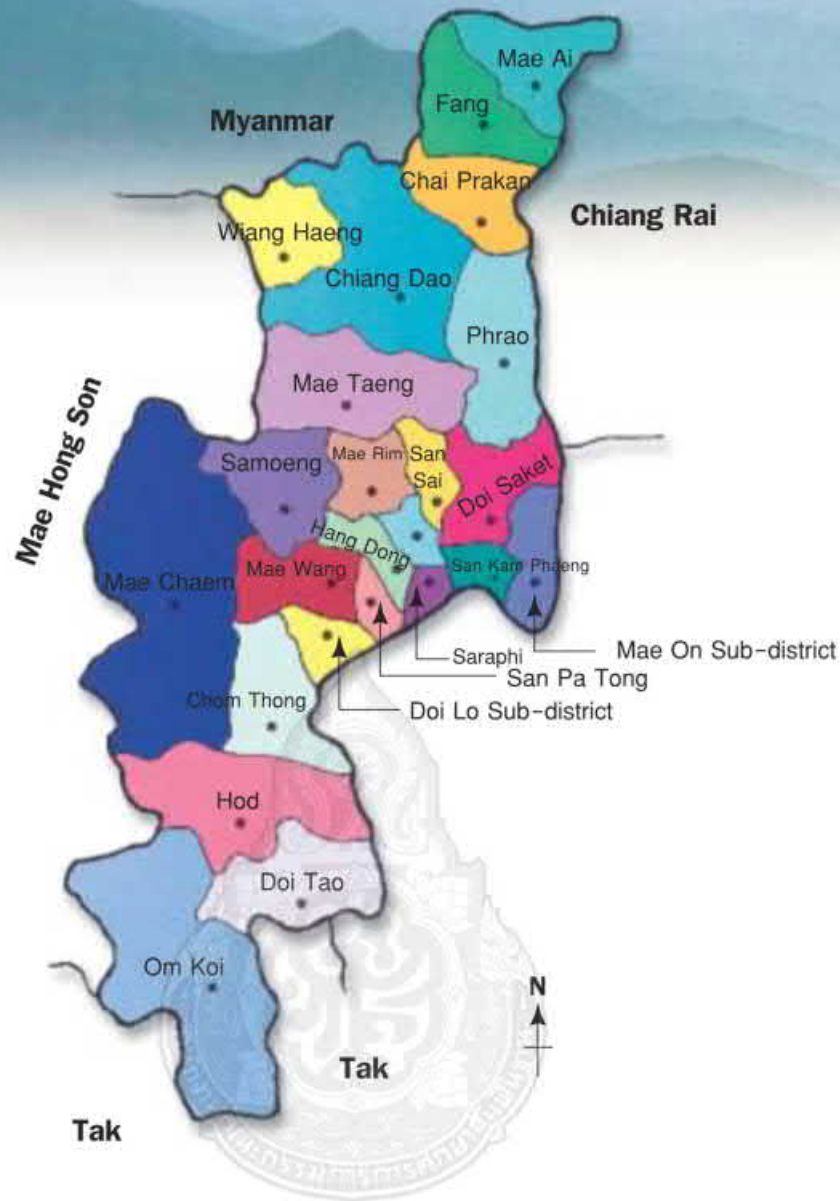 Mae Ai
Fang
Myanmar
Chai Prakan
Chiang Rai
Wiang Haeng
Chiang Dao
Phrao
Mae Taeng
Mae Hong Son
Samoeng
Mae Rim
San
Sai
Doi Saket
Hang Dong
Mae Wang
San Kam Phaeng
Mae Chaem
Saraphi
Mae On Sub-district
San Pa Tong
Chom Thong
Doi Lo Sub-district
Hod
Doi Tao
Om Koi
N
Tak
Tak